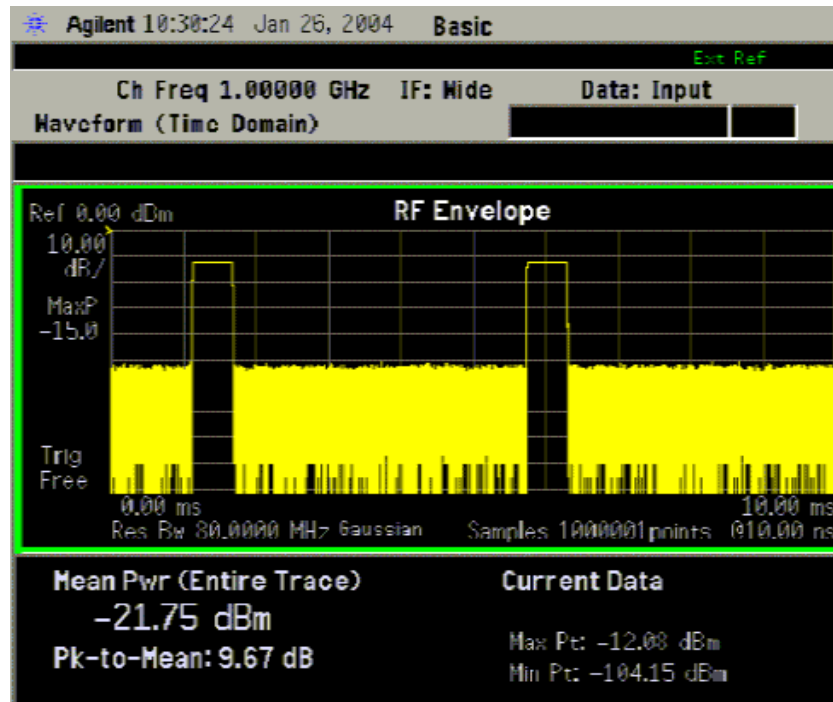 Agilent 10:30:24 Jan 26, 2004 Basic
Ext Ref
Ch Freq 1.00000 GHz IF: Wide Data: Input
Waveform (Time Domain)
Ref 0.00 dBm RF Envelope
10.00
dB/
MaxP
-15.0
Trig
Free
0.00 ms 10.00 ms
Res Bw 80.0000 MHz Gaussian Samples 1000001points @10.00 ns
Mean Pwr (Entire Trace) Current Data
-21.75 dBm
Max Pt: -12.08 dBm
Pk-to-Mean: 9.67 dB
Min Pt: -104.15 dBm